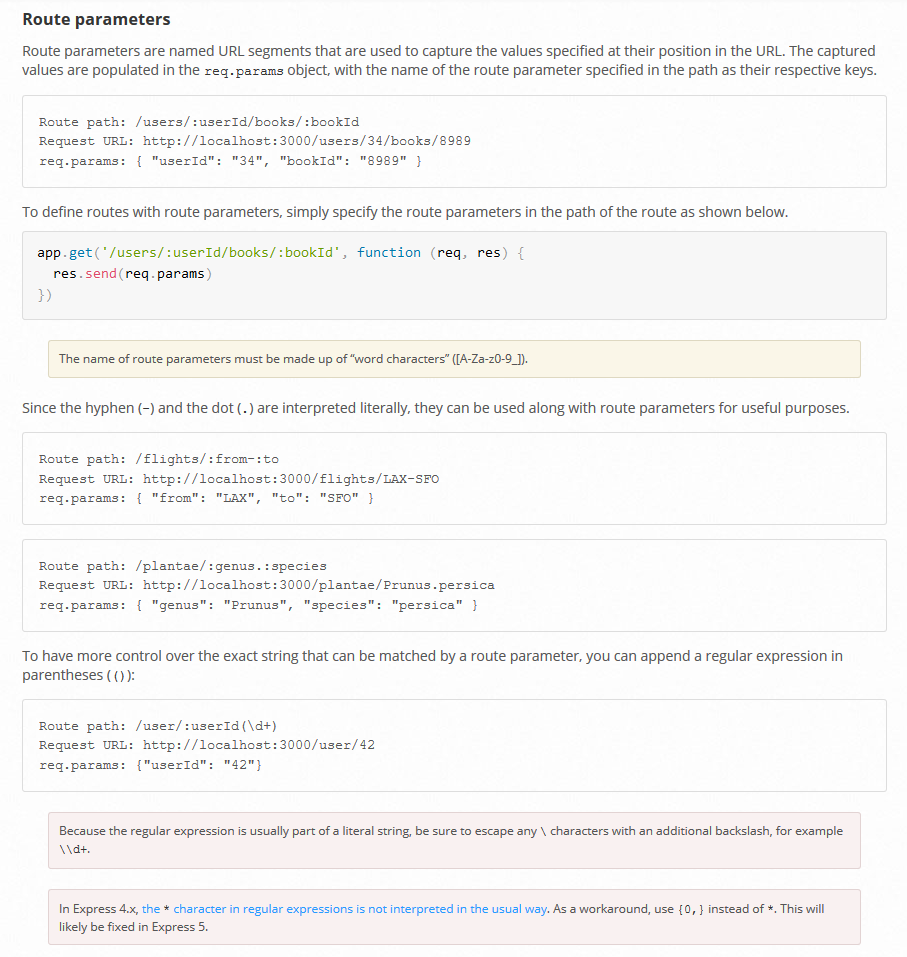 Route parameters
Route parameters are named URL segments that are used to capture the values specified at their position in the URL. The captured
values are populated in the req.params object, with the name of the route parameter specified in the path as their respective keys.
Route path: /users/:userId/books/:bookId
Request URL: http://localhost:3000/users/34/books/8989
req.params: { "userId": "34", "bookId": "8989" }
To define routes with route parameters, simply specify the route parameters in the path of the route as shown below.
app.get('/users/:userId/books/:bookId', function (req, res) {
  res.send(req.params)
})
The name of route parameters must be made up of “word characters” ([A-Za-z0-9_]).
Since the hyphen (-) and the dot (.) are interpreted literally, they can be used along with route parameters for useful purposes.
Route path: /flights/:from-:to
Request URL: http://localhost:3000/flights/LAX-SFO
req.params: { "from": "LAX", "to": "SFO" }
Route path: /plantae/:genus.:species
Request URL: http://localhost:3000/plantae/Prunus.persica
req.params: { "genus": "Prunus", "species": "persica" }
To have more control over the exact string that can be matched by a route parameter, you can append a regular expression in
parentheses (()):
Route path: /user/:userId(\d+)
Request URL: http://localhost:3000/user/42
req.params: {"userId": "42"}
Because the regular expression is usually part of a literal string, be sure to escape any \ characters with an additional backslash, for example
\\d+.
In Express 4.x, the * character in regular expressions is not interpreted in the usual way. As a workaround, use {0,} instead of *. This will
likely be fixed in Express 5.